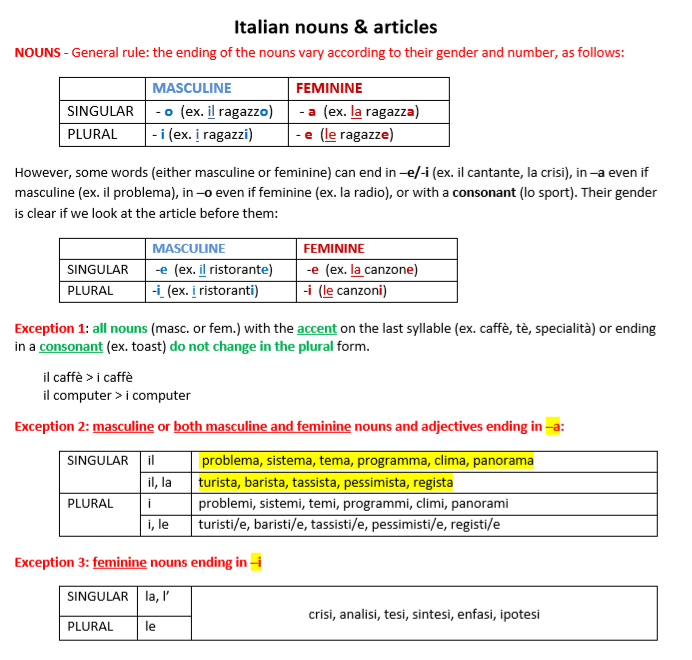 Italian nouns & articles
NOUNS - General rule: the ending of the nouns vary according to their gender and number, as follows:
MASCULINE FEMININE
SINGULAR - o (ex. il ragazzo) - a (ex. la ragazza)
PLURAL - i (ex. i ragazzi) - e (le ragazze)
However, some words (either masculine or feminine) can end in –e/-i (ex. il cantante, la crisi), in –a even if
masculine (ex. il problema), in –o even if feminine (ex. la radio), or with a consonant (lo sport). Their gender
is clear if we look at the article before them:
MASCULINE FEMININE
SINGULAR -e (ex. il ristorante) -e (ex. la canzone)
PLURAL -i (ex. i ristoranti) -i (le canzoni)
Exception 1: all nouns (masc. or fem.) with the accent on the last syllable (ex. caffè, tè, specialità) or ending
in a consonant (ex. toast) do not change in the plural form.
il caffè > i caffè
il computer > i computer
Exception 2: masculine or both masculine and feminine nouns and adjectives ending in –a:
SINGULAR il problema, sistema, tema, programma, clima, panorama
il, la turista, barista, tassista, pessimista, regista
PLURAL i problemi, sistemi, temi, programmi, climi, panorami
i, le turisti/e, baristi/e, tassisti/e, pessimisti/e, registi/e
Exception 3: feminine nouns ending in –i
SINGULAR la, l’
crisi, analisi, tesi, sintesi, enfasi, ipotesi
PLURAL le